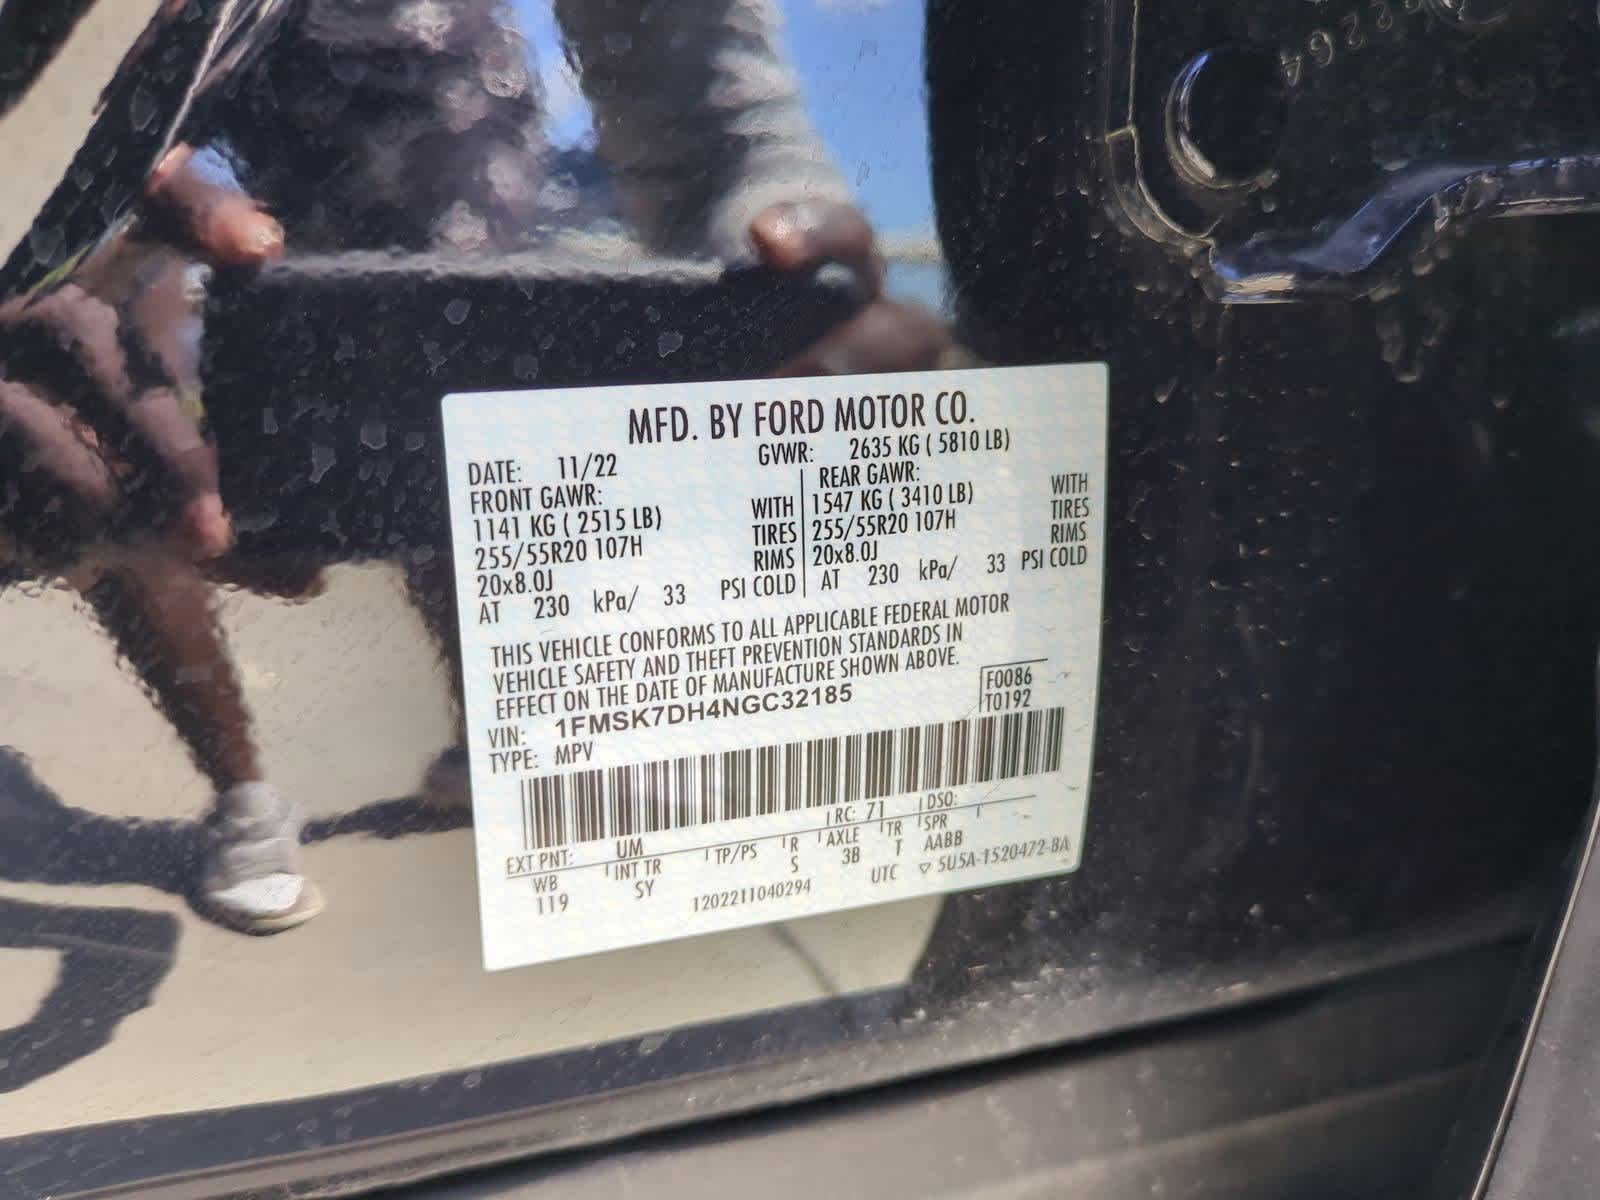 MFD. BY FORD MOTOR CO.
DATE: 11/22 GVWR: 2635 KG ( 5810 LB)
FRONT GAWR: REAR GAWR:
1141 KG ( 2515 LB) WITH 1547 KG ( 3410 LB) WITH
255/55R20 107H TIRES 255/55R20 107H TIRES
20x8.0J RIMS 20x8.0J RIMS
AT 230 kPa/ 33 PSI COLD AT 230 kPa/ 33 PSI COLD
THIS VEHICLE CONFORMS TO ALL APPLICABLE FEDERAL MOTOR
VEHICLE SAFETY AND THEFT PREVENTION STANDARDS IN
EFFECT ON THE DATE OF MANUFACTURE SHOWN ABOVE.
VIN: 1FMSK7DH4NGC32185 F0086
TYPE: MPV T0192
EXT PNT: UM RC: 71 DSO:
WB INT TR TP/PS R AXLE TR SPR
119 SY S 3B T AABB
1202211040294 UTC ▽ 5U5A-1520472-BA